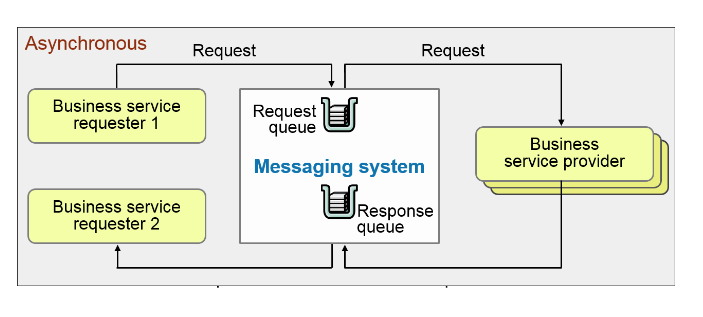 Asynchronous
Request
Request
Business service
requester 1
Request
queue
Business
service provider
Messaging system
Business service
requester 2
Response
queue